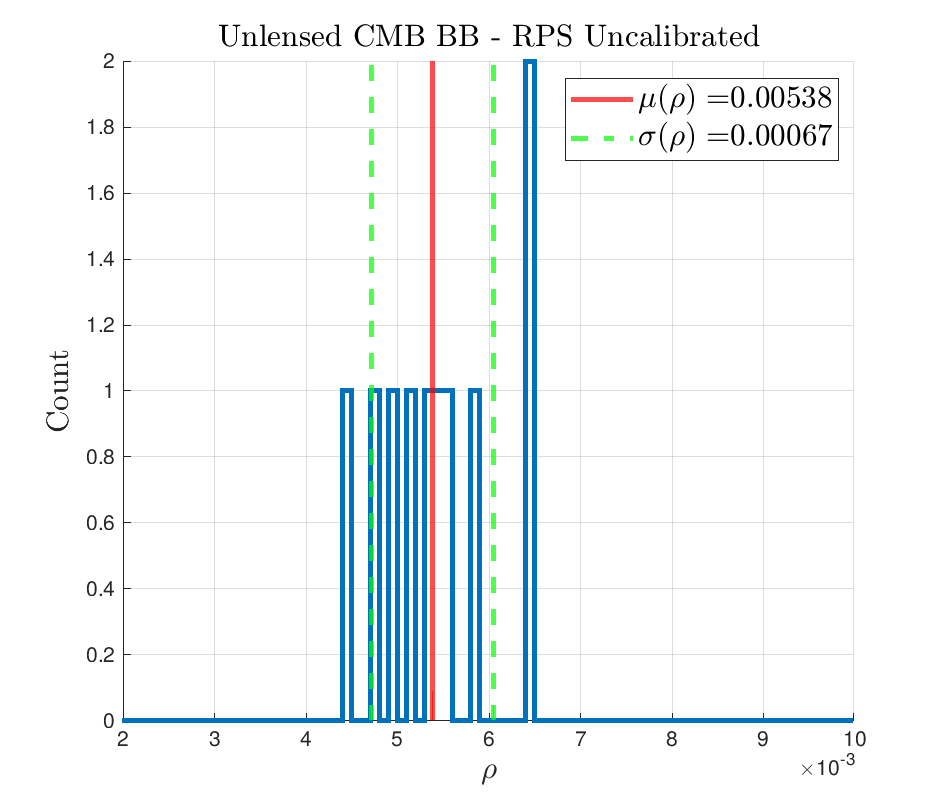 Unlensed CMB BB - RPS Uncalibrated
μ(ρ) =0.00538
σ(ρ) =0.00067
Count
2
1.8
1.6
1.4
1.2
1
0.8
0.6
0.4
0.2
0
2 3 4 5 6 7 8 9 10
×10-3
ρ